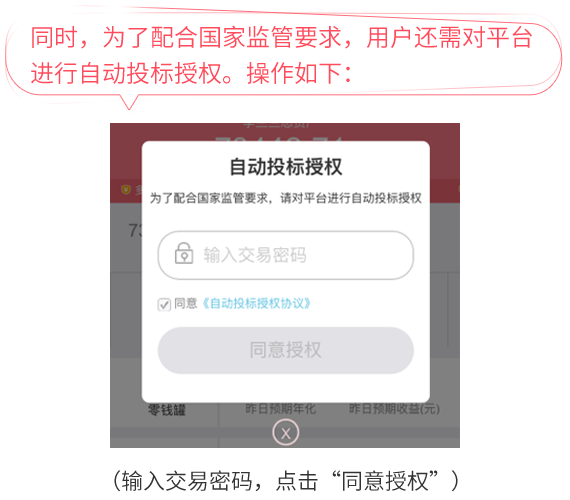 同时，为了配合国家监管要求，用户还需对平台
进行自动投标授权。操作如下：
自动投标授权
为了配合国家监管要求，请对平台进行自动投标授权
73
输入交易密码
同意《自动投标授权协议》
同意授权
零钱罐
昨日预期年化
昨日预期收益(元)
X
（输入交易密码，点击“同意授权”）